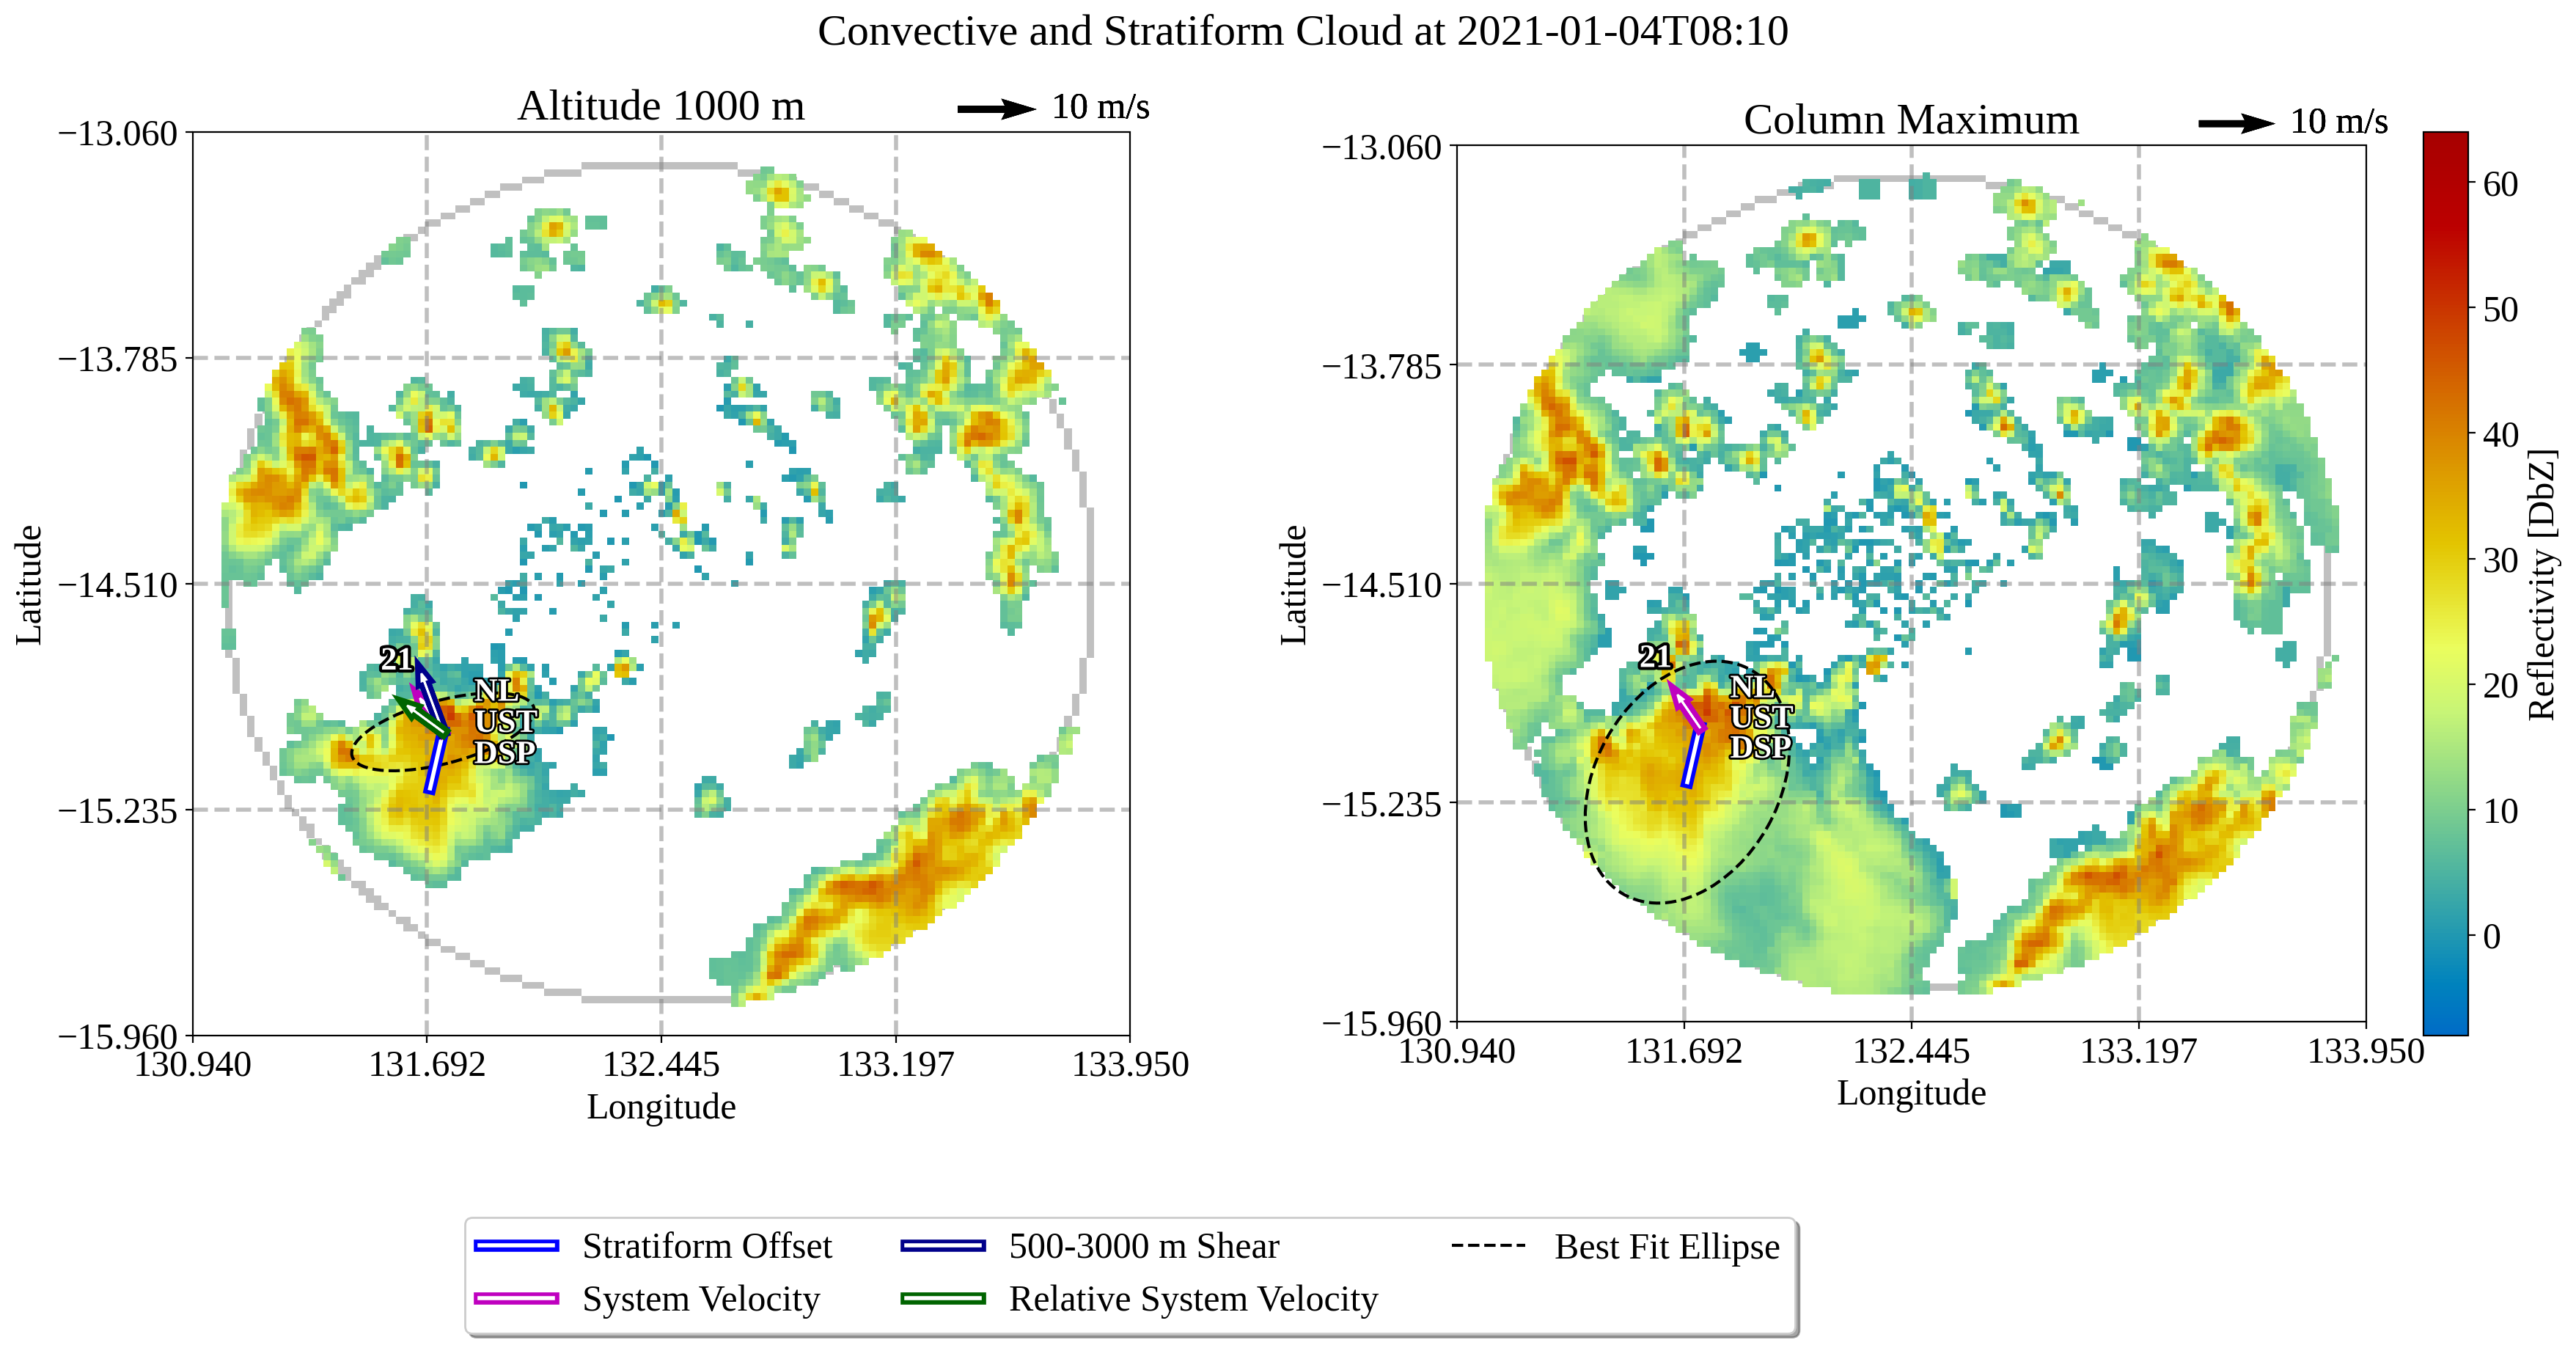 Convective and Stratiform Cloud at 2021-01-04T08:10
Altitude 1000 m
10 m/s
−13.060
−13.785
−14.510
−15.235
−15.960
Latitude
130.940
131.692
132.445
133.197
133.950
Longitude
21
NL
UST
DSP
Column Maximum
10 m/s
−13.060
−13.785
−14.510
−15.235
−15.960
Latitude
130.940
131.692
132.445
133.197
133.950
Longitude
21
NL
UST
DSP
60
50
40
30
20
10
0
Reflectivity [DbZ]
Stratiform Offset
System Velocity
500-3000 m Shear
Relative System Velocity
Best Fit Ellipse